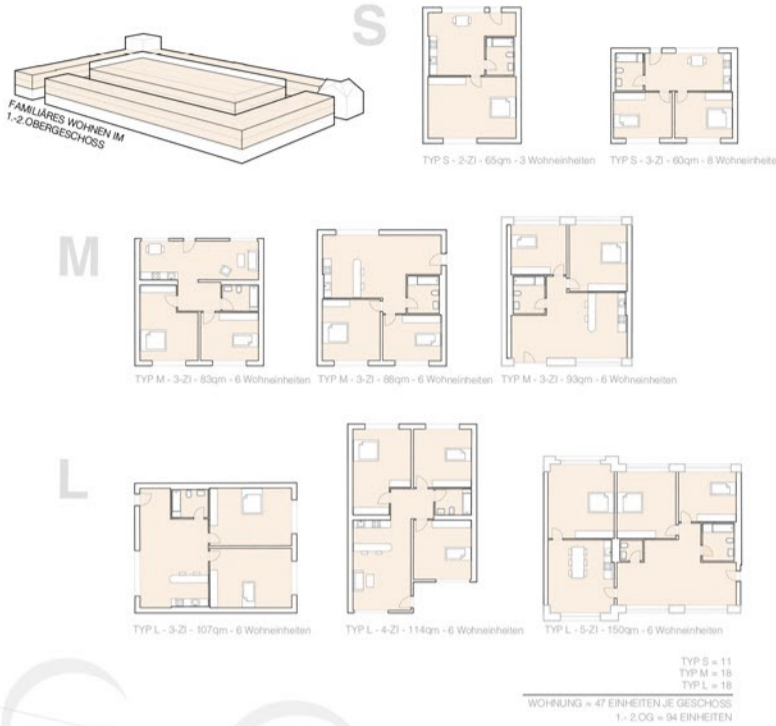 FAMILIÄRES WOHNEN IM
1.-2.OBERGESCHOSS
S
TYP S - 2-ZI - 65qm - 3 Wohneinheiten
TYP S - 3-ZI - 60qm - 8 Wohneinheite
M
TYP M - 3-ZI - 83qm - 6 Wohneinheiten
TYP M - 3-ZI - 88qm - 6 Wohneinheiten
TYP M - 3-ZI - 93qm - 6 Wohneinheiten
L
TYP L - 3-ZI - 107qm - 6 Wohneinheiten
TYP L - 4-ZI - 114qm - 6 Wohneinheiten
TYP L - 5-ZI - 150qm - 6 Wohneinheiten
TYP S = 11
TYP M = 18
TYP L = 18
WOHNUNG = 47 EINHEITEN JE GESCHOSS
1.- 2.OG = 94 EINHEITEN